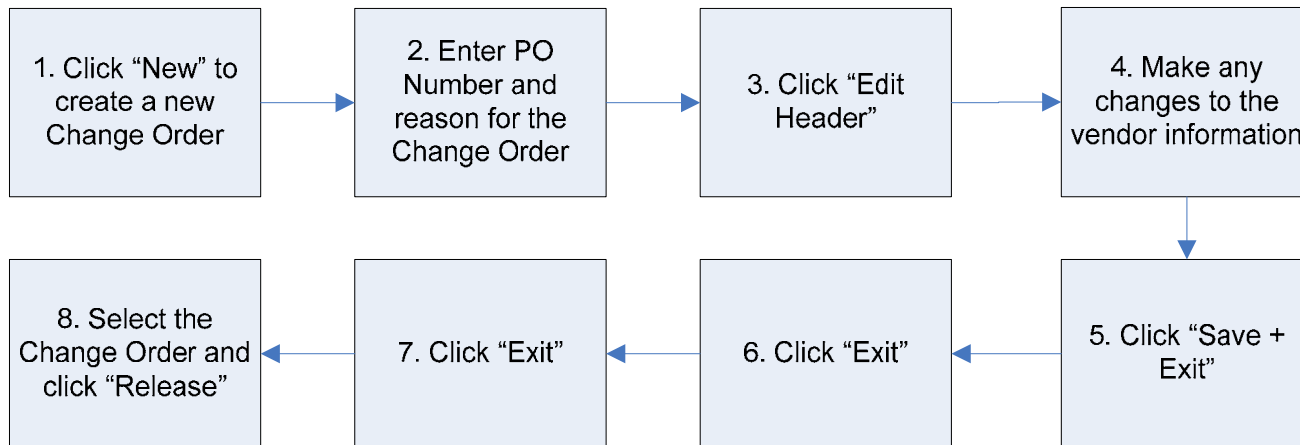 1. Click “New” to
create a new
Change Order
2. Enter PO
Number and
reason for the
Change Order
3. Click “Edit
Header”
4. Make any
changes to the
vendor information
5. Click “Save +
Exit”
6. Click “Exit”
7. Click “Exit”
8. Select the
Change Order and
click “Release”